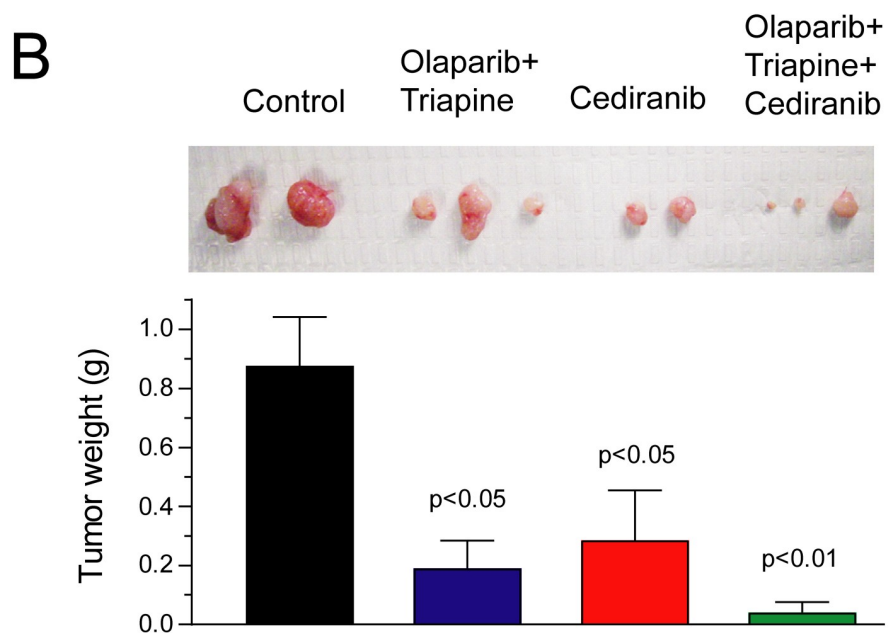 B
Control
Olaparib+
Triapine
Cediranib
Olaparib+
Triapine+
Cediranib
Tumor weight (g)
1.0
0.8
0.6
0.4
0.2
0.0
p<0.05
p<0.05
p<0.01